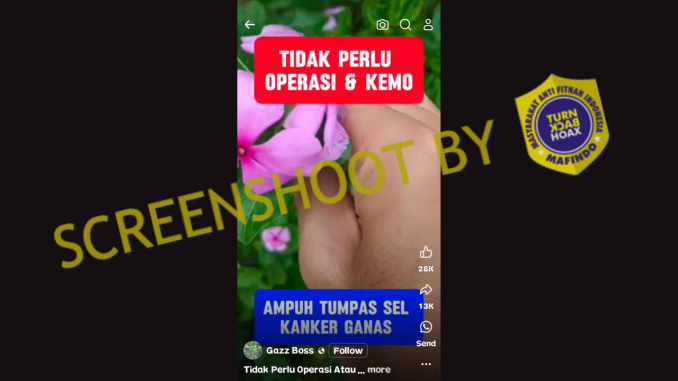 TIDAK PERLU
OPERASI & KEMO
SCREENSHOOT BY
MASYARAKAT ANTI FITNAH INDONESIA
TURN
BACK
HOAX
MAFINDO
28K
13K
AMPUH TUMPAS SEL
KANKER GANAS
Send
Gazz Boss
Follow
Tidak Perlu Operasi Atau ... more